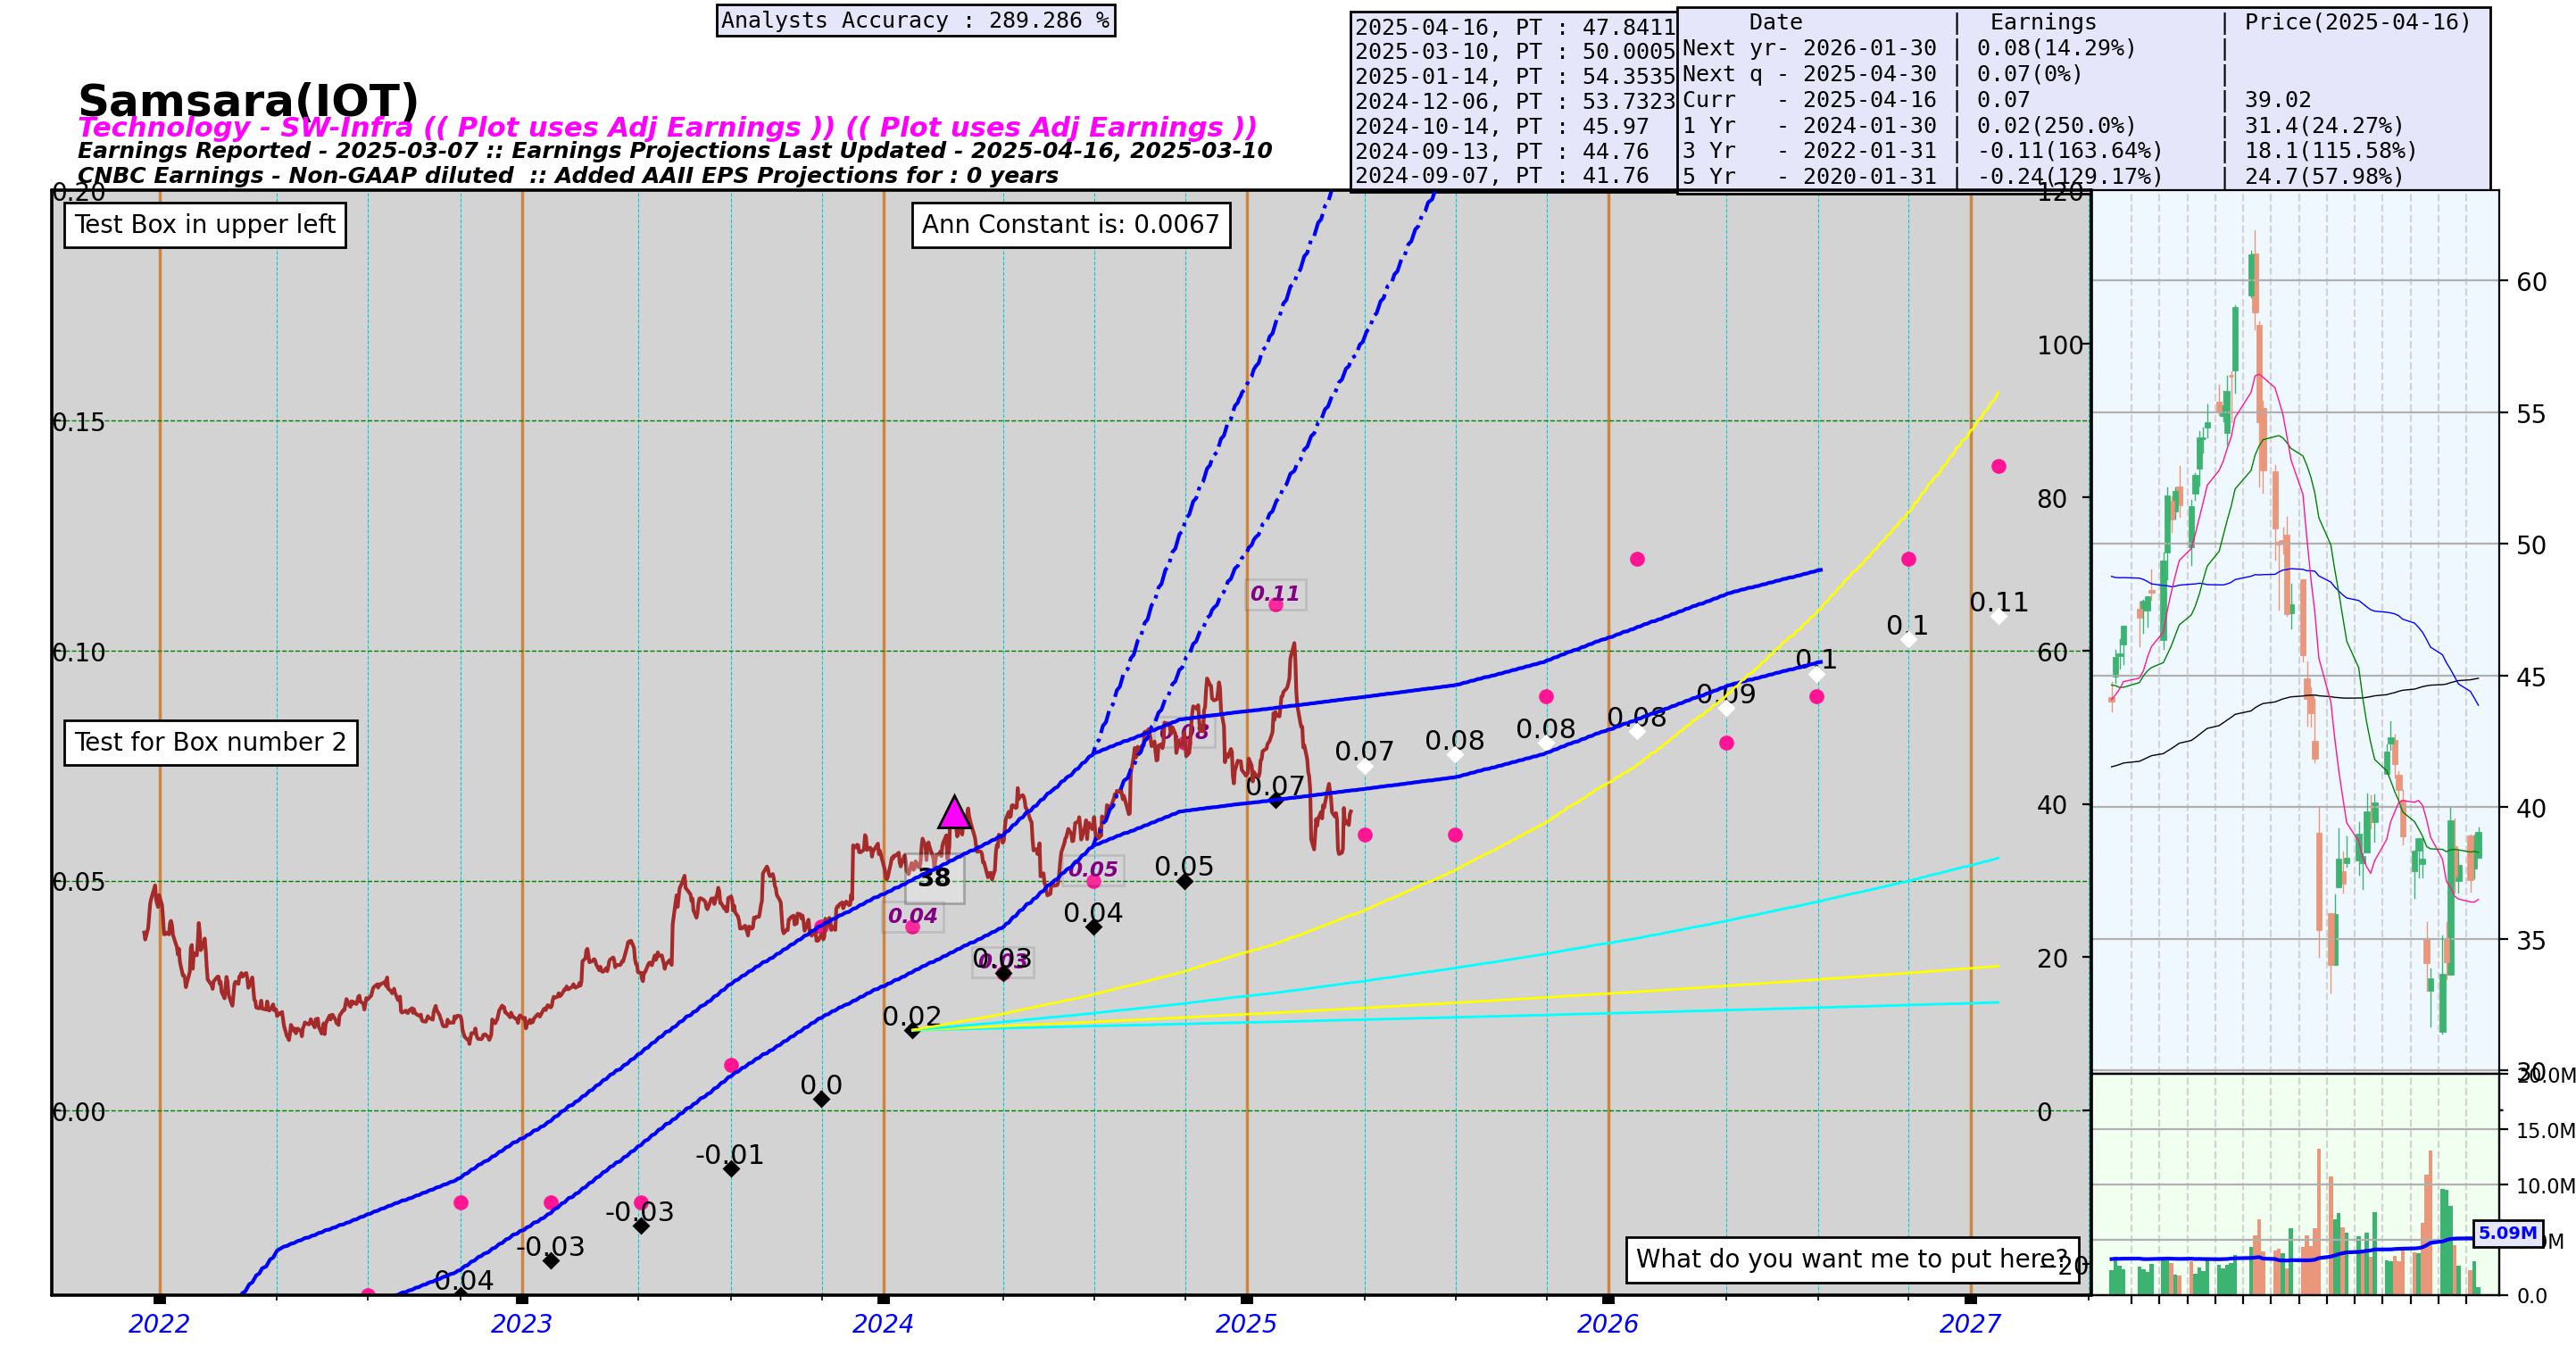 Analysts Accuracy : 289.286 %
2025-04-16, PT : 47.8411
2025-03-10, PT : 50.0005
2025-01-14, PT : 54.3535
2024-12-06, PT : 53.7323
2024-10-14, PT : 45.97
2024-09-13, PT : 44.76
2024-09-07, PT : 41.76
Date | Earnings | Price(2025-04-16)
Next yr- 2026-01-30 | 0.08(14.29%) |
Next q - 2025-04-30 | 0.07(0%) |
Curr - 2025-04-16 | 0.07 | 39.02
1 Yr - 2024-01-30 | 0.02(250.0%) | 31.4(24.27%)
3 Yr - 2022-01-31 | -0.11(163.64%) | 18.1(115.58%)
5 Yr - 2020-01-31 | -0.24(129.17%) | 24.7(57.98%)
Samsara(IOT)
Technology - SW-Infra (( Plot uses Adj Earnings )) (( Plot uses Adj Earnings ))
Earnings Reported - 2025-03-07 :: Earnings Projections Last Updated - 2025-04-16, 2025-03-10
CNBC Earnings - Non-GAAP diluted :: Added AAII EPS Projections for : 0 years
0.20
0.15
0.10
0.05
0.00
Test Box in upper left
Ann Constant is: 0.0067
Test for Box number 2
What do you want me to put here?
38
0.04
-0.03
-0.03
-0.01
0.0
0.02
0.03
0.04
0.05
0.07
0.07
0.08
0.08
0.08
0.09
0.1
0.1
0.11
0.04
0.03
0.05
0.08
0.11
120
100
80
60
40
20
0
-20
60
55
50
45
40
35
30
20.0M
15.0M
10.0M
5.09M
0.0
2022 2023 2024 2025 2026 2027